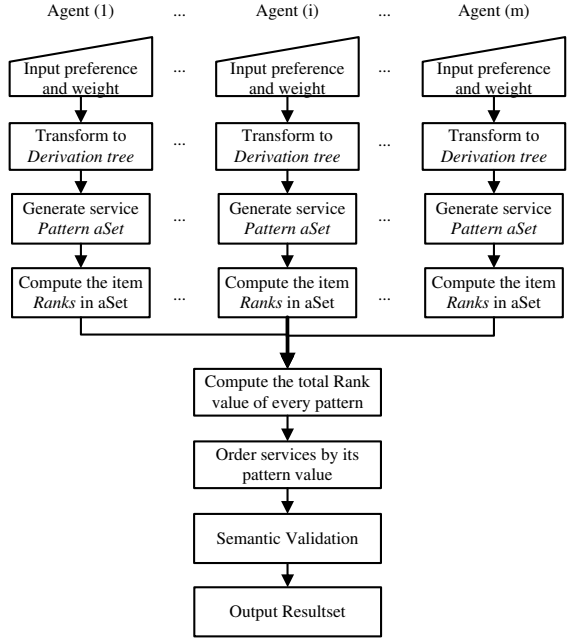 Agent (1) ... Agent (i) ... Agent (m)
Input preference ... Input preference ... Input preference
and weight and weight and weight
Transform to ... Transform to ... Transform to
Derivation tree Derivation tree Derivation tree
Generate service ... Generate service ... Generate service
Pattern aSet Pattern aSet Pattern aSet
Compute the item ... Compute the item ... Compute the item
Ranks in aSet Ranks in aSet Ranks in aSet
Compute the total Rank
value of every pattern
Order services by its
pattern value
Semantic Validation
Output Resultset